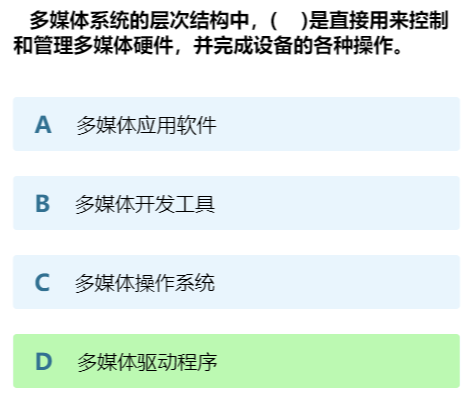 多媒体系统的层次结构中，(    )是直接用来控制
和管理多媒体硬件，并完成设备的各种操作。
A 多媒体应用软件
B 多媒体开发工具
C 多媒体操作系统
D 多媒体驱动程序